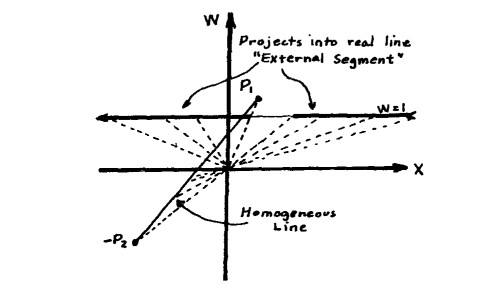 W
Projects into real line
"External Segment"
P1
W=1
X
Homogeneous
Line
-P2